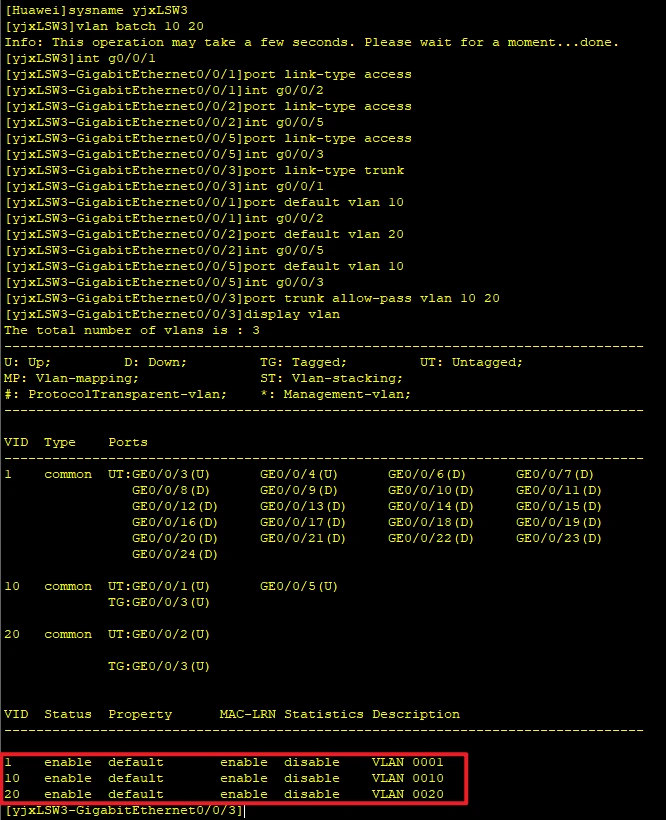 [Huawei]sysname yjxLSW3
[yjxLSW3]vlan batch 10 20
Info: This operation may take a few seconds. Please wait for a moment...done.
[yjxLSW3]int g0/0/1
[yjxLSW3-GigabitEthernet0/0/1]port link-type access
[yjxLSW3-GigabitEthernet0/0/1]int g0/0/2
[yjxLSW3-GigabitEthernet0/0/2]port link-type access
[yjxLSW3-GigabitEthernet0/0/2]int g0/0/5
[yjxLSW3-GigabitEthernet0/0/5]port link-type access
[yjxLSW3-GigabitEthernet0/0/5]int g0/0/3
[yjxLSW3-GigabitEthernet0/0/3]port link-type trunk
[yjxLSW3-GigabitEthernet0/0/3]int g0/0/1
[yjxLSW3-GigabitEthernet0/0/1]port default vlan 10
[yjxLSW3-GigabitEthernet0/0/1]int g0/0/2
[yjxLSW3-GigabitEthernet0/0/2]port default vlan 20
[yjxLSW3-GigabitEthernet0/0/2]int g0/0/5
[yjxLSW3-GigabitEthernet0/0/5]port default vlan 10
[yjxLSW3-GigabitEthernet0/0/5]int g0/0/3
[yjxLSW3-GigabitEthernet0/0/3]port trunk allow-pass vlan 10 20
[yjxLSW3-GigabitEthernet0/0/3]display vlan
The total number of vlans is : 3
--------------------------------------------------------------------------------
U: Up;         D: Down;         TG: Tagged;         UT: Untagged;
MP: Vlan-mapping;               ST: Vlan-stacking;
#: ProtocolTransparent-vlan;    *: Management-vlan;
--------------------------------------------------------------------------------
VID  Type    Ports
--------------------------------------------------------------------------------
1    common  UT:GE0/0/3(U)      GE0/0/4(U)      GE0/0/6(D)      GE0/0/7(D)
                GE0/0/8(D)      GE0/0/9(D)      GE0/0/10(D)     GE0/0/11(D)
                GE0/0/12(D)     GE0/0/13(D)     GE0/0/14(D)     GE0/0/15(D)
                GE0/0/16(D)     GE0/0/17(D)     GE0/0/18(D)     GE0/0/19(D)
                GE0/0/20(D)     GE0/0/21(D)     GE0/0/22(D)     GE0/0/23(D)
                GE0/0/24(D)
10   common  UT:GE0/0/1(U)      GE0/0/5(U)
             TG:GE0/0/3(U)
20   common  UT:GE0/0/2(U)
             TG:GE0/0/3(U)
VID  Status  Property      MAC-LRN Statistics Description
--------------------------------------------------------------------------------
1    enable  default       enable  disable    VLAN 0001
10   enable  default       enable  disable    VLAN 0010
20   enable  default       enable  disable    VLAN 0020
[yjxLSW3-GigabitEthernet0/0/3]